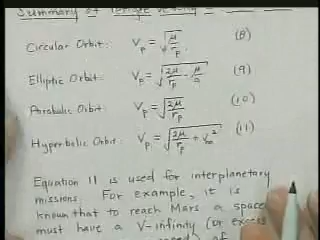 Summary of Perigee Velocity
Circular Orbit: Vp = √(μ/rp) (8)
Elliptic Orbit: Vp = √(2μ/rp - μ/a) (9)
Parabolic Orbit: Vp = √(2μ/rp) (10)
Hyperbolic Orbit: Vp = √(2μ/rp + V∞²) (11)
Equation 11 is used for interplanetary
missions. For example, it is
known that to reach Mars a space
must have a V-infinity (or excess
speed) of